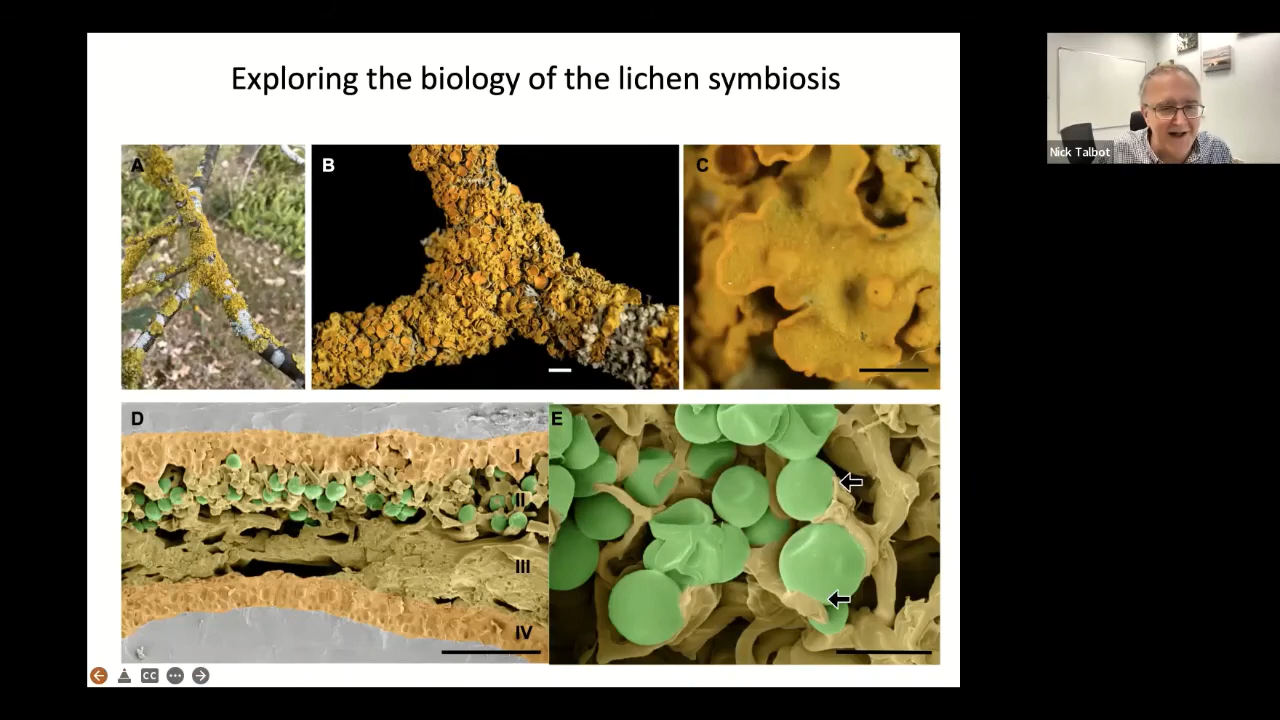 Exploring the biology of the lichen symbiosis
Nick Talbot
A
B
C
D
E
I
II
III
IV
CC